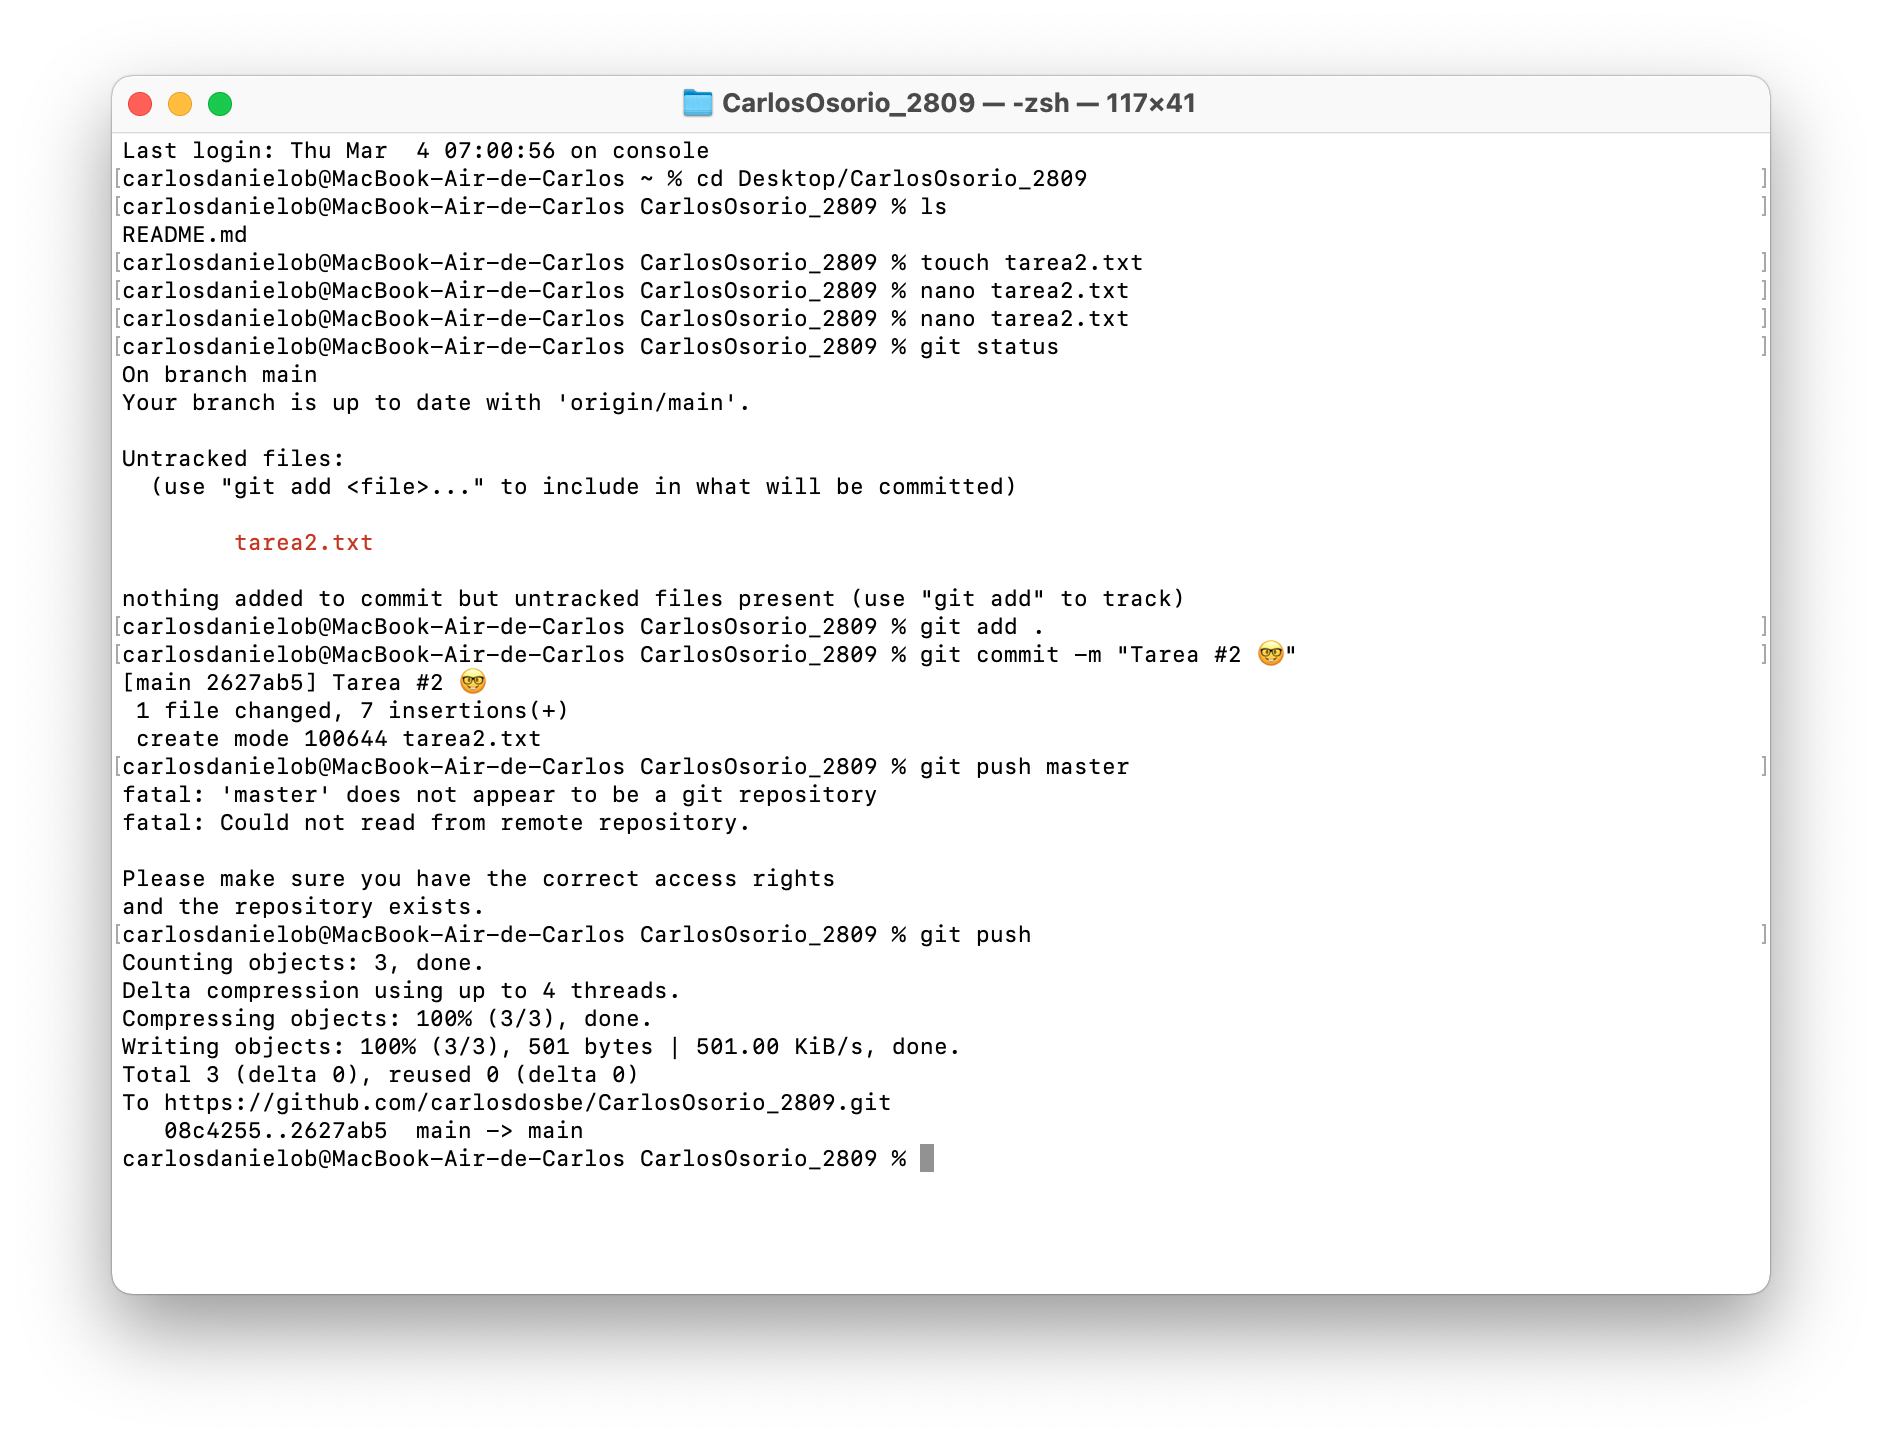 CarlosOsorio_2809 — -zsh — 117×41
Last login: Thu Mar  4 07:00:56 on console
[carlosdanielob@MacBook-Air-de-Carlos ~ % cd Desktop/CarlosOsorio_2809 ]
[carlosdanielob@MacBook-Air-de-Carlos CarlosOsorio_2809 % ls ]
README.md
[carlosdanielob@MacBook-Air-de-Carlos CarlosOsorio_2809 % touch tarea2.txt ]
[carlosdanielob@MacBook-Air-de-Carlos CarlosOsorio_2809 % nano tarea2.txt ]
[carlosdanielob@MacBook-Air-de-Carlos CarlosOsorio_2809 % nano tarea2.txt ]
[carlosdanielob@MacBook-Air-de-Carlos CarlosOsorio_2809 % git status ]
On branch main
Your branch is up to date with 'origin/main'.
Untracked files:
  (use "git add <file>..." to include in what will be committed)
        tarea2.txt
nothing added to commit but untracked files present (use "git add" to track)
[carlosdanielob@MacBook-Air-de-Carlos CarlosOsorio_2809 % git add . ]
[carlosdanielob@MacBook-Air-de-Carlos CarlosOsorio_2809 % git commit -m "Tarea #2 🤓" ]
[main 2627ab5] Tarea #2 🤓
 1 file changed, 7 insertions(+)
 create mode 100644 tarea2.txt
[carlosdanielob@MacBook-Air-de-Carlos CarlosOsorio_2809 % git push master ]
fatal: 'master' does not appear to be a git repository
fatal: Could not read from remote repository.
Please make sure you have the correct access rights
and the repository exists.
[carlosdanielob@MacBook-Air-de-Carlos CarlosOsorio_2809 % git push ]
Counting objects: 3, done.
Delta compression using up to 4 threads.
Compressing objects: 100% (3/3), done.
Writing objects: 100% (3/3), 501 bytes | 501.00 KiB/s, done.
Total 3 (delta 0), reused 0 (delta 0)
To https://github.com/carlosdosbe/CarlosOsorio_2809.git
   08c4255..2627ab5  main -> main
carlosdanielob@MacBook-Air-de-Carlos CarlosOsorio_2809 %